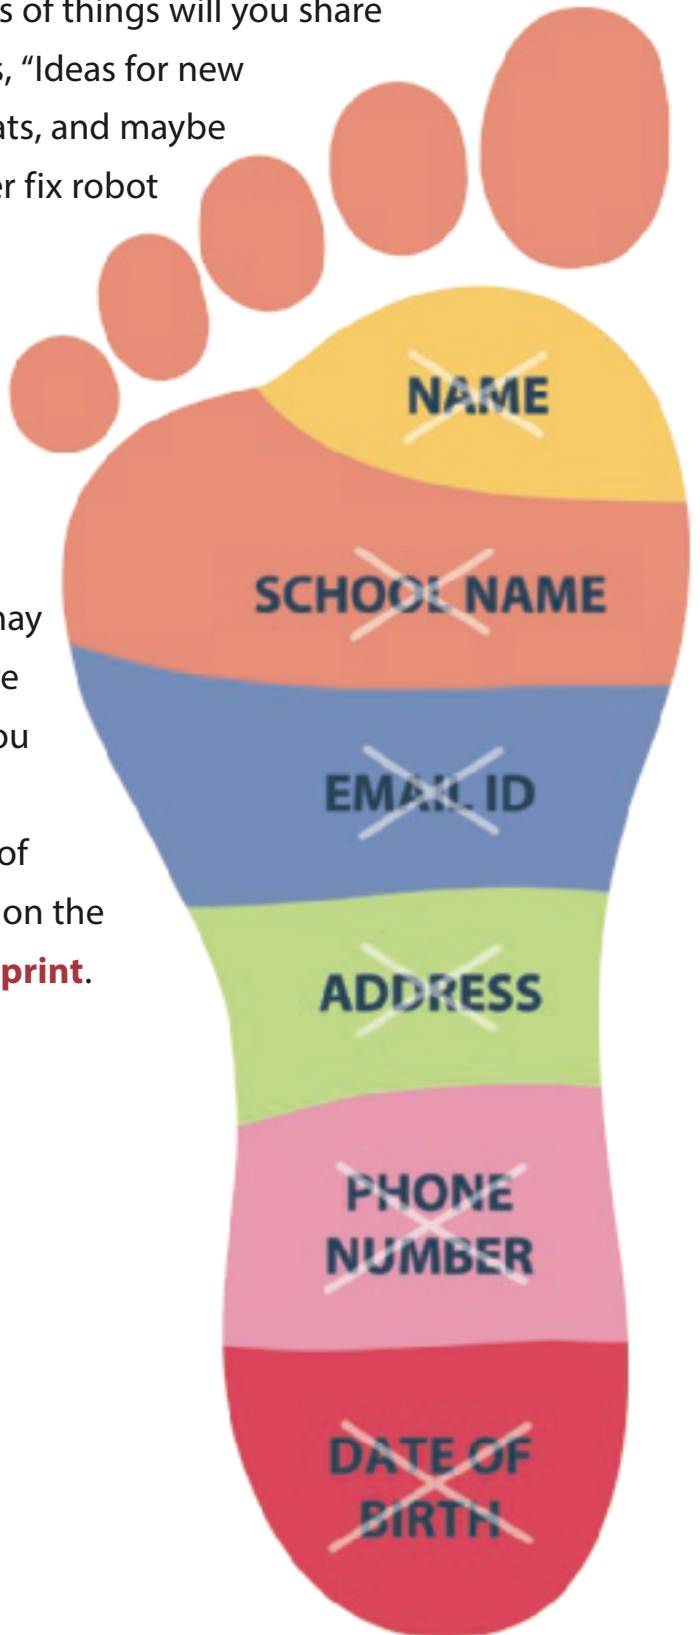 s of things will you share
s, “Ideas for new
ats, and maybe
er fix robot
NAME
SCHOOL NAME
may
e
ou
EMAIL ID
of
on the
print.
ADDRESS
PHONE
NUMBER
DATE OF
BIRTH